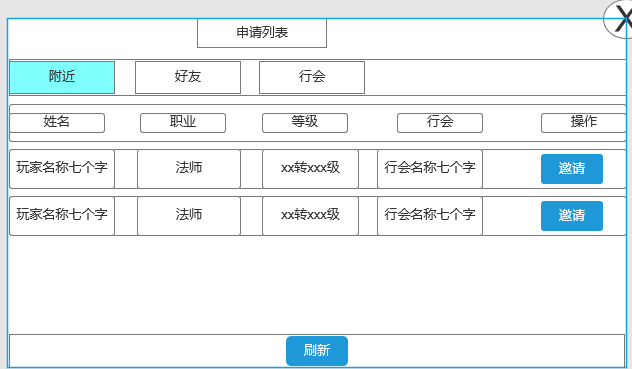 X
申请列表
附近 好友 行会
姓名 职业 等级 行会 操作
玩家名称七个字 法师 xx转xxx级 行会名称七个字 邀请
玩家名称七个字 法师 xx转xxx级 行会名称七个字 邀请
刷新